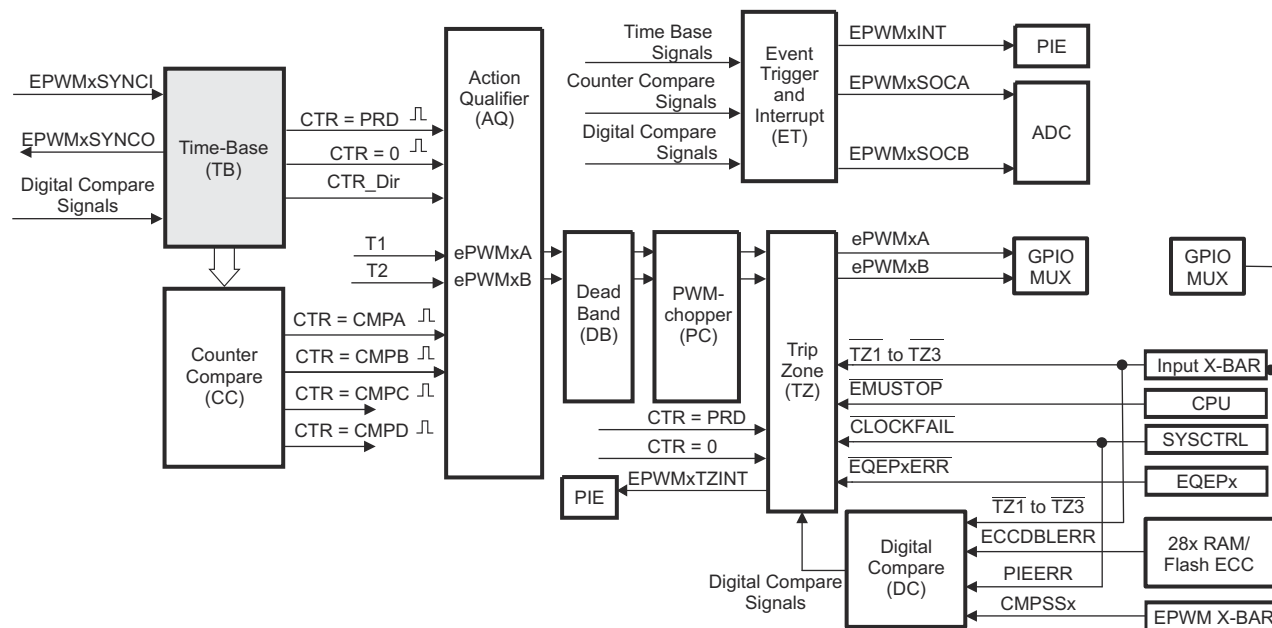 EPWMxSYNCI
EPWMxSYNCO
Digital Compare
Signals
Time-Base
(TB)
CTR = PRD
CTR = 0
CTR_Dir
T1
T2
Counter
Compare
(CC)
CTR = CMPA
CTR = CMPB
CTR = CMPC
CTR = CMPD
Action
Qualifier
(AQ)
ePWMxA
ePWMxB
Time Base
Signals
Counter Compare
Signals
Digital Compare
Signals
Event
Trigger
and
Interrupt
(ET)
EPWMxINT
EPWMxSOCA
EPWMxSOCB
PIE
ADC
Dead
Band
(DB)
PWM-
chopper
(PC)
Trip
Zone
(TZ)
ePWMxA
ePWMxB
GPIO
MUX
GPIO
MUX
TZ1 to TZ3
EMUSTOP
CLOCKFAIL
EQEPxERR
Input X-BAR
CPU
SYSCTRL
EQEPx
CTR = PRD
CTR = 0
EPWMxTZINT
PIE
Digital Compare
Signals
Digital
Compare
(DC)
TZ1 to TZ3
ECCDBLERR
PIEERR
CMPSSx
28x RAM/
Flash ECC
EPWM X-BAR